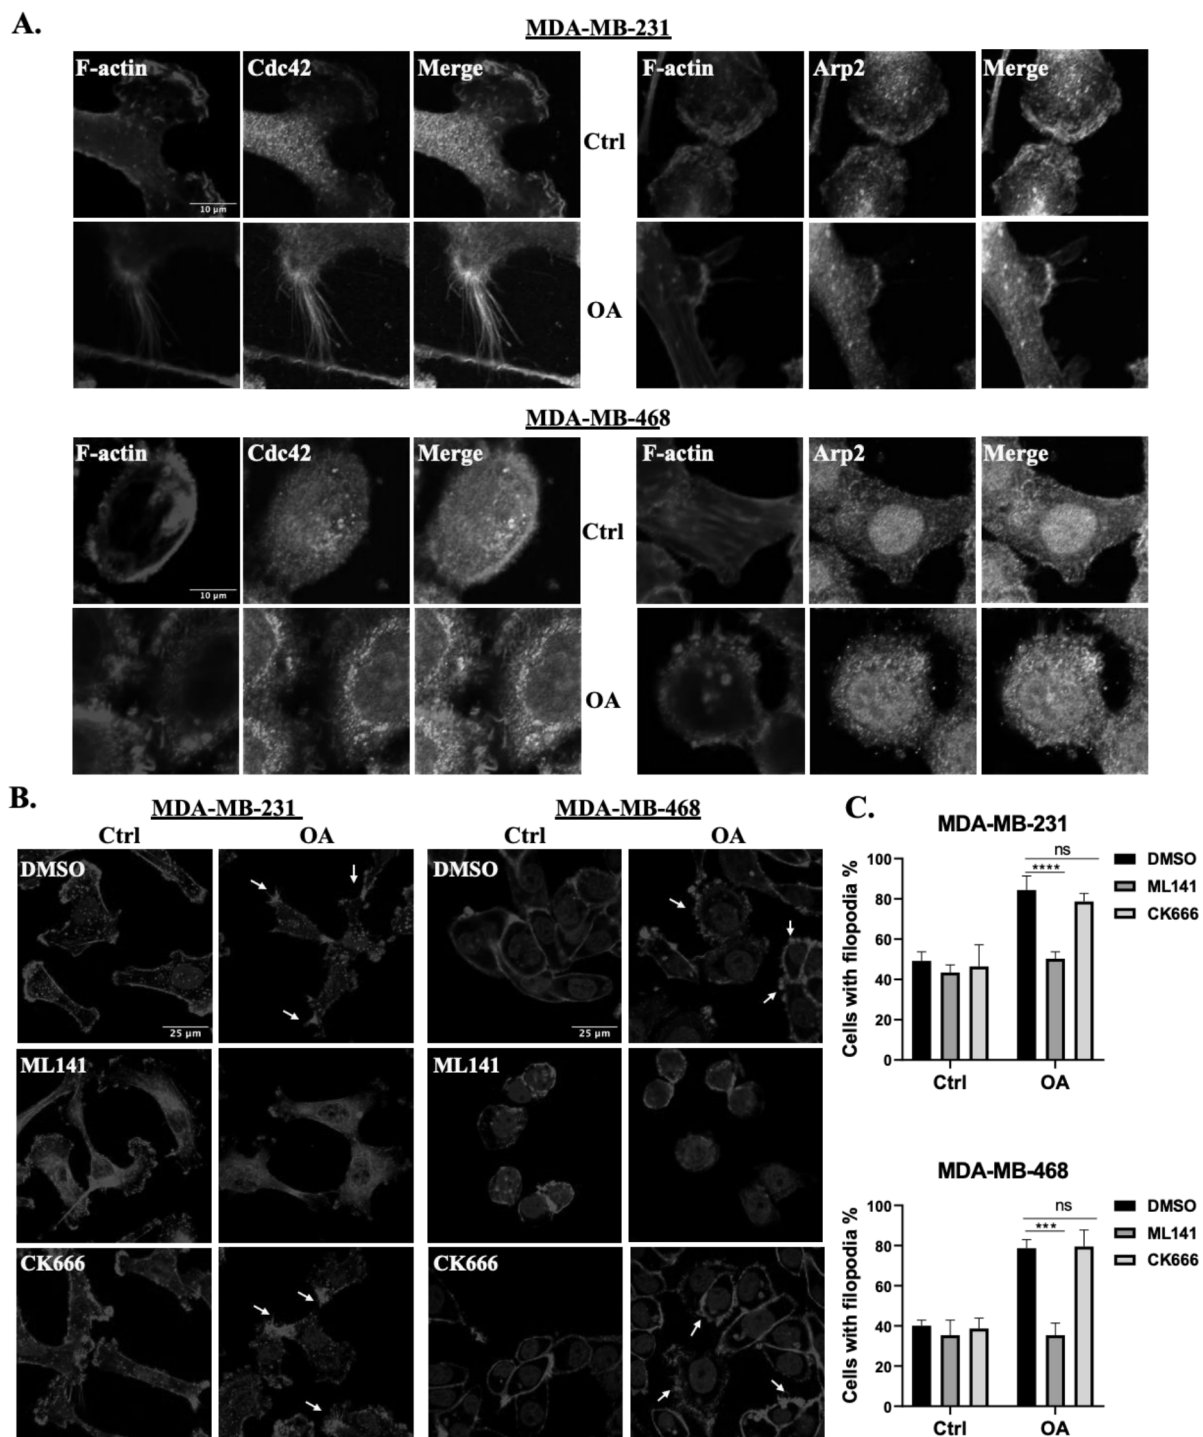 A.
MDA-MB-231
F-actin Cdc42 Merge F-actin Arp2 Merge
Ctrl
10 µm
OA
MDA-MB-468
F-actin Cdc42 Merge F-actin Arp2 Merge
Ctrl
10 µm
OA
B.
MDA-MB-231 MDA-MB-468
Ctrl OA Ctrl OA
DMSO DMSO
25 µm 25 µm
ML141 ML141
CK666 CK666
C.
MDA-MB-231
Cells with filopodia %
100
80
60
40
20
0
ns
****
DMSO
ML141
CK666
Ctrl OA
MDA-MB-468
Cells with filopodia %
100
80
60
40
20
0
ns
***
DMSO
ML141
CK666
Ctrl OA